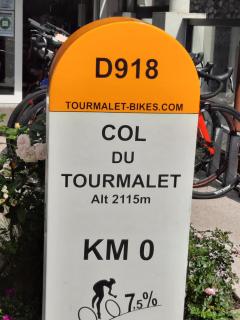 D918
TOURMALET-BIKES.COM
COL
DU
TOURMALET
Alt 2115m
KM 0
7,5%